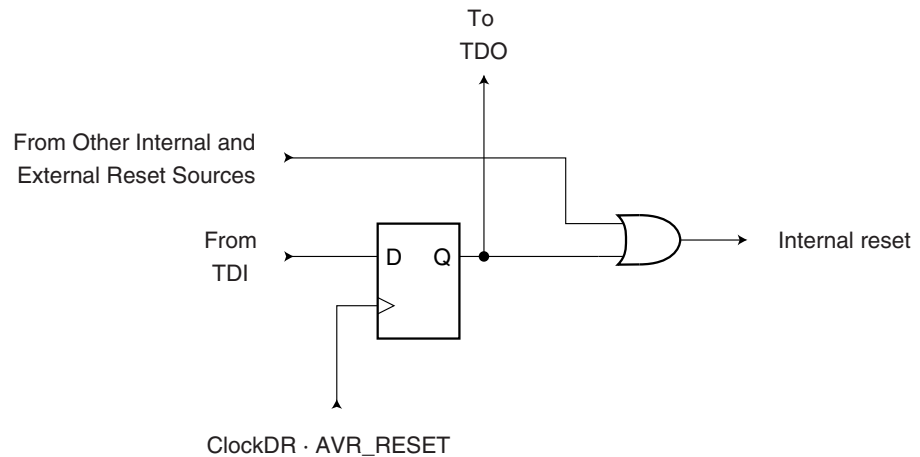 To
TDO
From Other Internal and
External Reset Sources
From
TDI
D Q
Internal reset
ClockDR · AVR_RESET